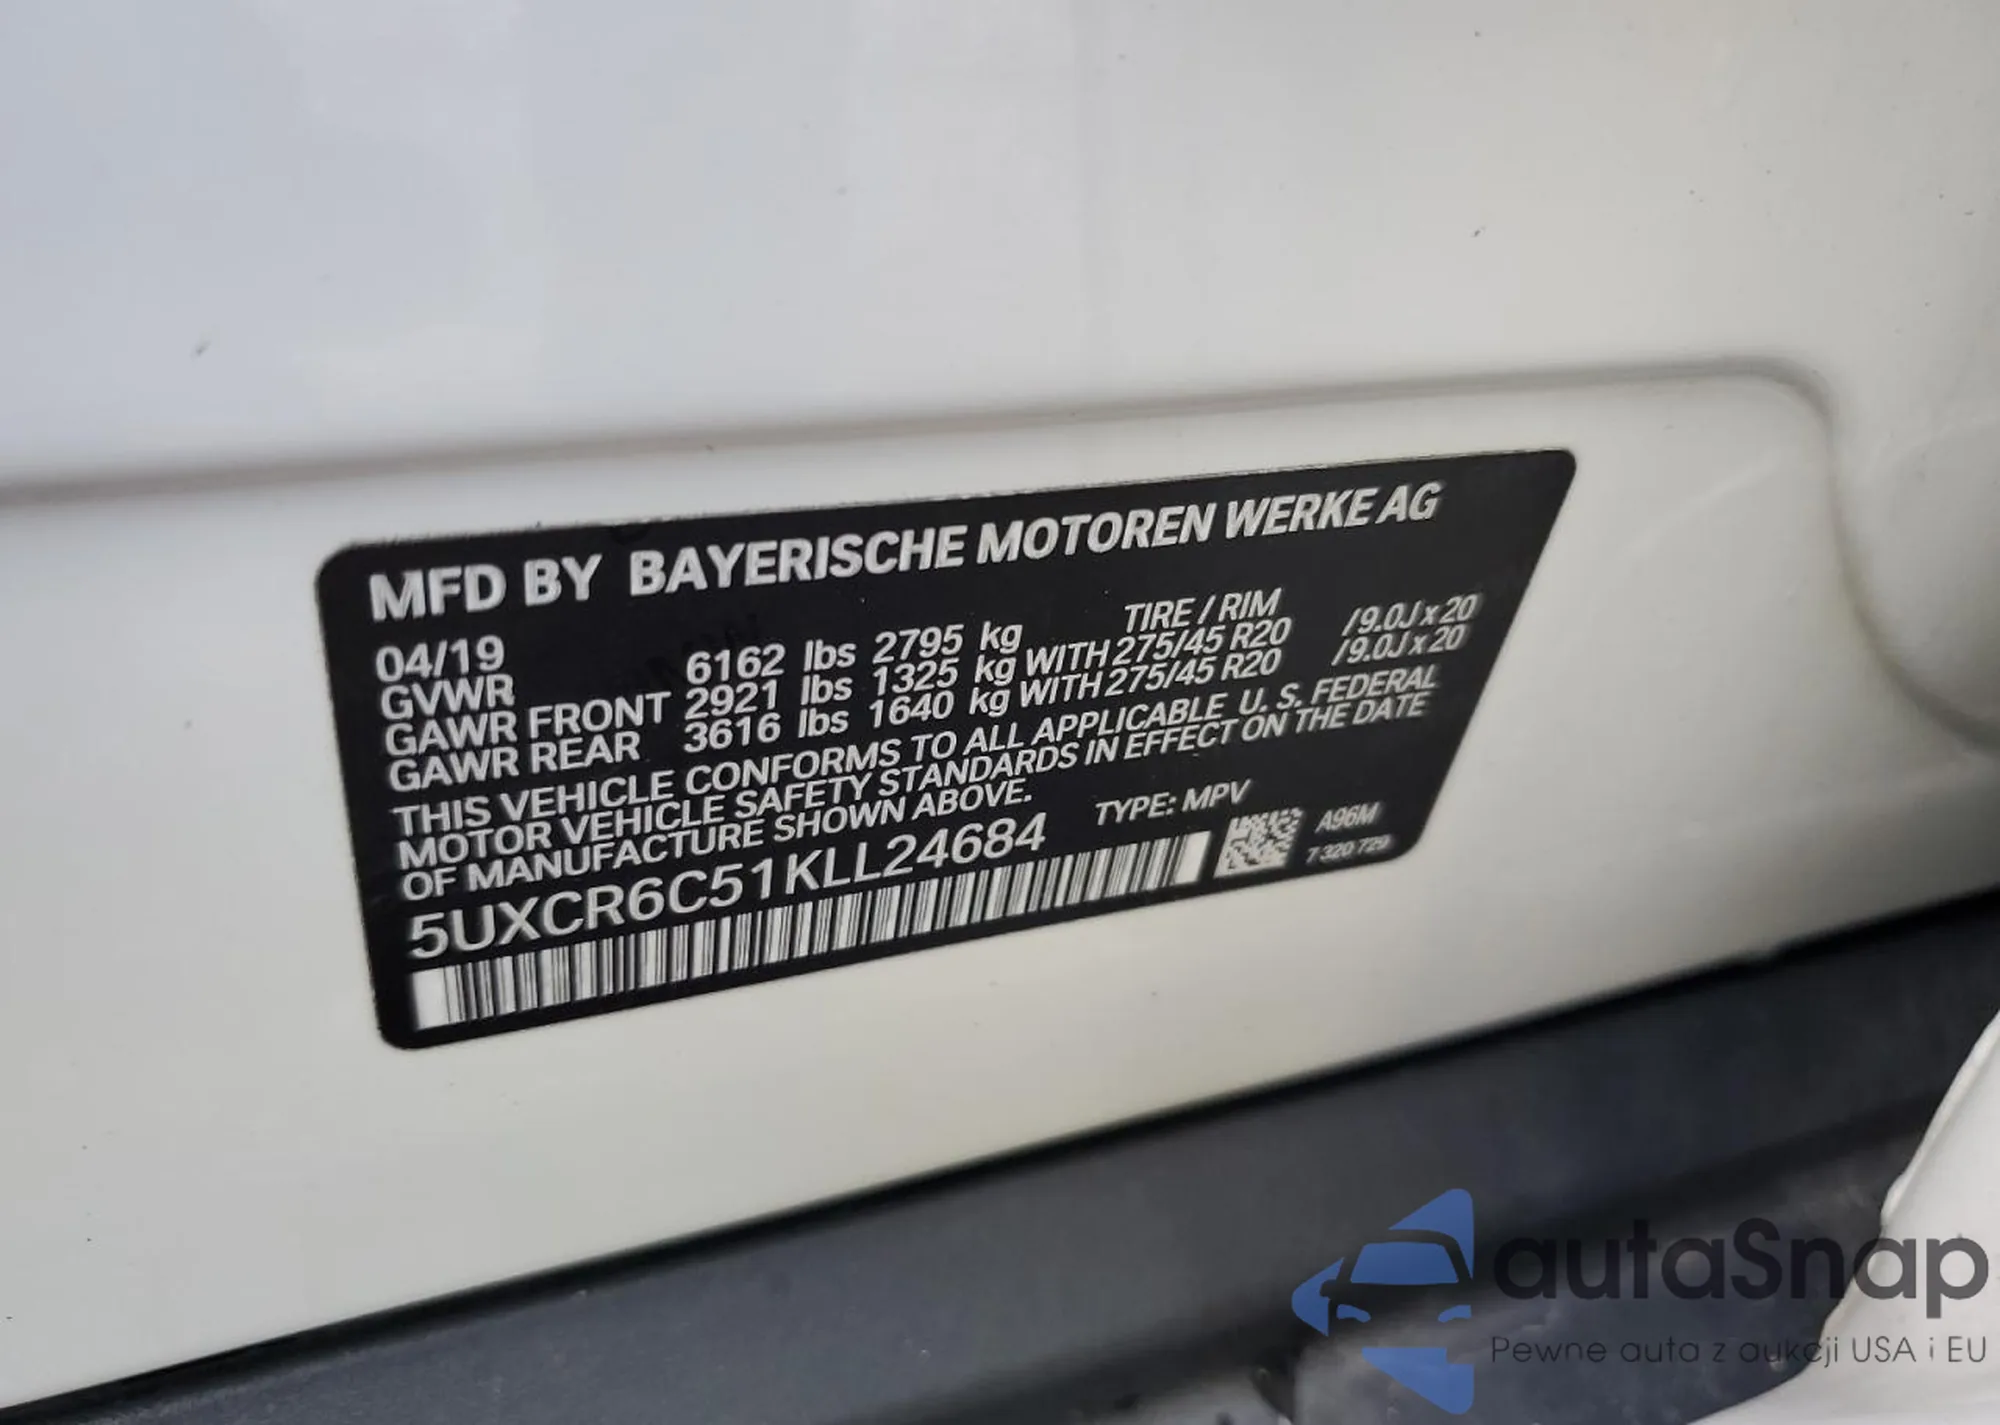 MFD BY BAYERISCHE MOTOREN WERKE AG
04/19 TIRE / RIM
GVWR 6162 lbs 2795 kg
GAWR FRONT 2921 lbs 1325 kg WITH 275/45 R20 /9.0J x 20
GAWR REAR 3616 lbs 1640 kg WITH 275/45 R20 /9.0J x 20
THIS VEHICLE CONFORMS TO ALL APPLICABLE U. S. FEDERAL
MOTOR VEHICLE SAFETY STANDARDS IN EFFECT ON THE DATE
OF MANUFACTURE SHOWN ABOVE.
5UXCR6C51KLL24684 TYPE: MPV
A96M
7 320 729
autaSnap
Pewne auta z aukcji USA i EU